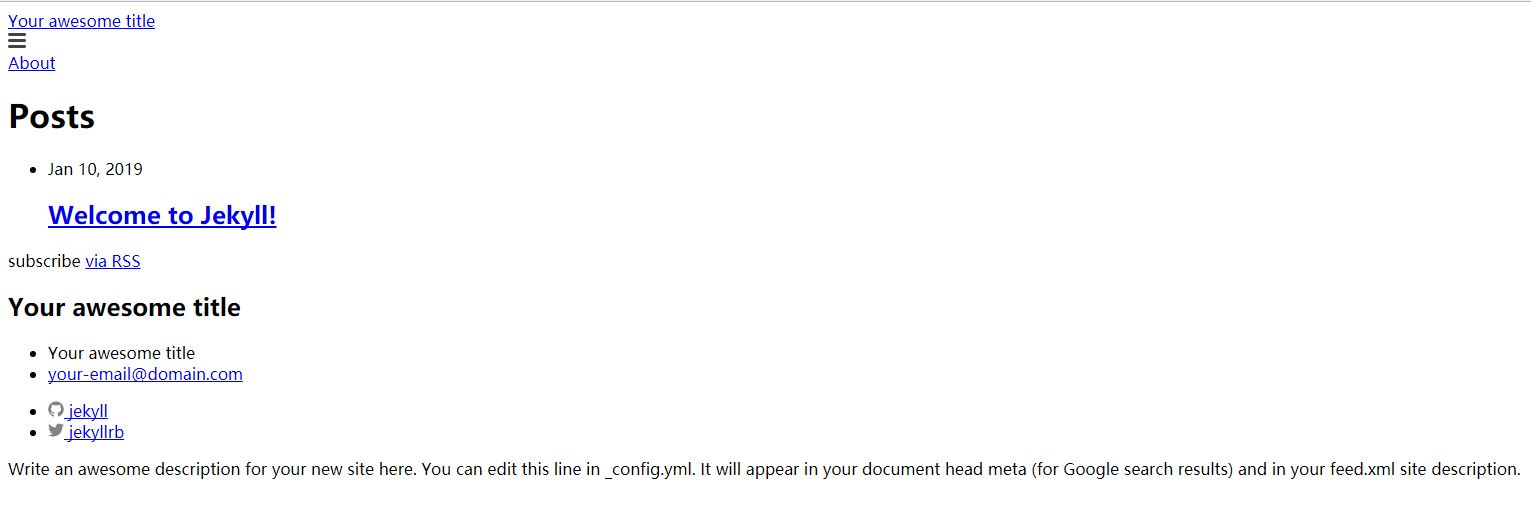 Your awesome title
About
Posts
Jan 10, 2019
Welcome to Jekyll!
subscribe via RSS
Your awesome title
Your awesome title
your-email@domain.com
jekyll
jekyllrb
Write an awesome description for your new site here. You can edit this line in _config.yml. It will appear in your document head meta (for Google search results) and in your feed.xml site description.